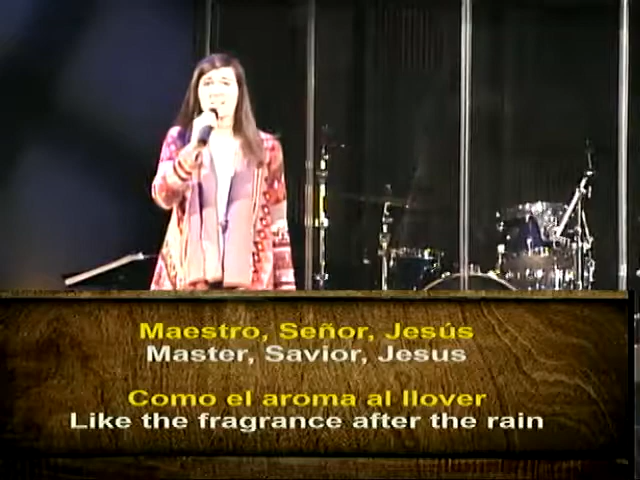 Maestro, Señor, Jesús
Master, Savior, Jesus
Como el aroma al llover
Like the fragrance after the rain